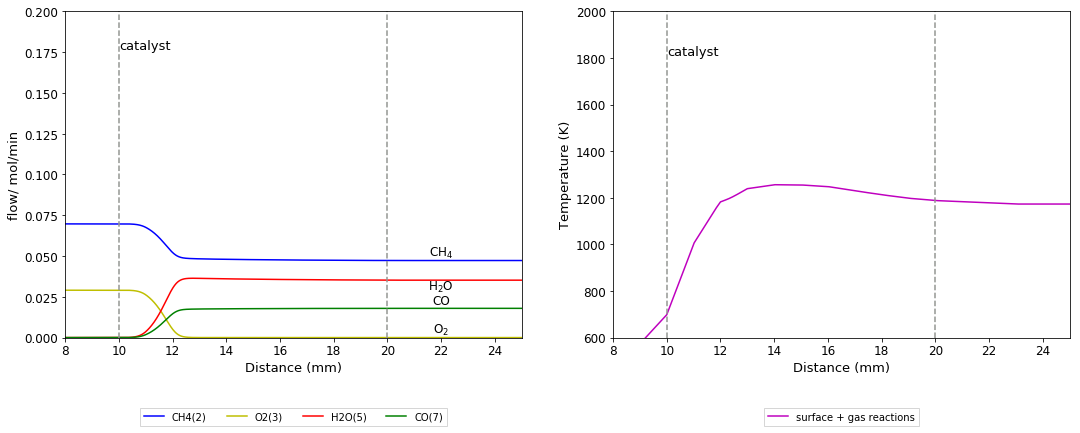 0.200
0.175
0.150
0.125
0.100
0.075
0.050
0.025
0.000
flow/ mol/min
catalyst
CH₄
H₂O
CO
O₂
8 10 12 14 16 18 20 22 24
Distance (mm)
CH4(2) O2(3) H2O(5) CO(7)
2000
1800
1600
1400
1200
1000
800
600
Temperature (K)
catalyst
8 10 12 14 16 18 20 22 24
Distance (mm)
surface + gas reactions